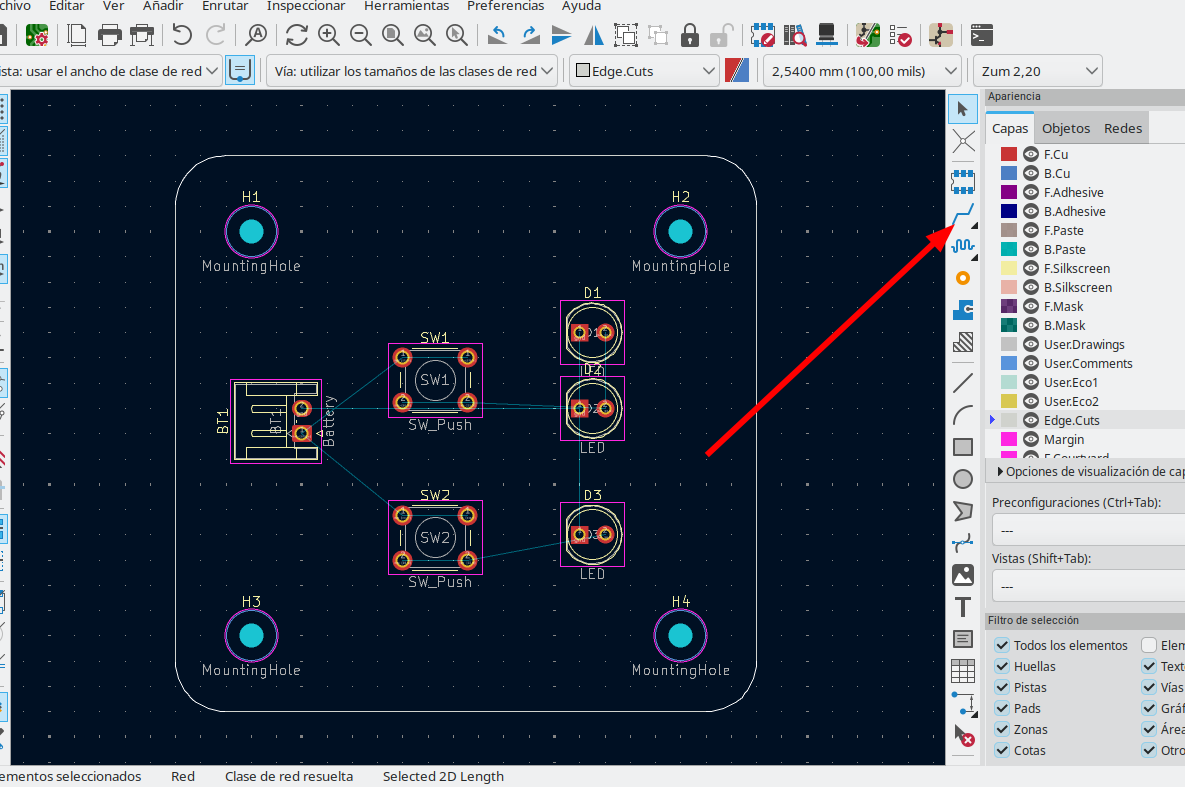 chivo Editar Ver Añadir Enrutar Inspeccionar Herramientas Preferencias Ayuda
ista: usar el ancho de clase de red Vía: utilizar los tamaños de las clases de red Edge.Cuts 2,5400 mm (100,00 mils) Zum 2,20
Apariencia
Capas Objetos Redes
F.Cu
B.Cu
F.Adhesive
B.Adhesive
F.Paste
B.Paste
F.Silkscreen
B.Silkscreen
F.Mask
B.Mask
User.Drawings
User.Comments
User.Eco1
User.Eco2
Edge.Cuts
Margin
F.Courtyard
Opciones de visualización de cap
Preconfiguraciones (Ctrl+Tab):
---
Vistas (Shift+Tab):
---
Filtro de selección
Todos los elementos Elem
Huellas Text
Pistas Vías
Pads Gráf
Zonas Área
Cotas Otro
H1
MountingHole
H2
MountingHole
D1
SW1
SW1
SW_Push
D2
LED
BT1
BT1
Battery
SW2
SW2
SW_Push
D3
LED
H3
MountingHole
H4
MountingHole
ementos seleccionados Red Clase de red resuelta Selected 2D Length